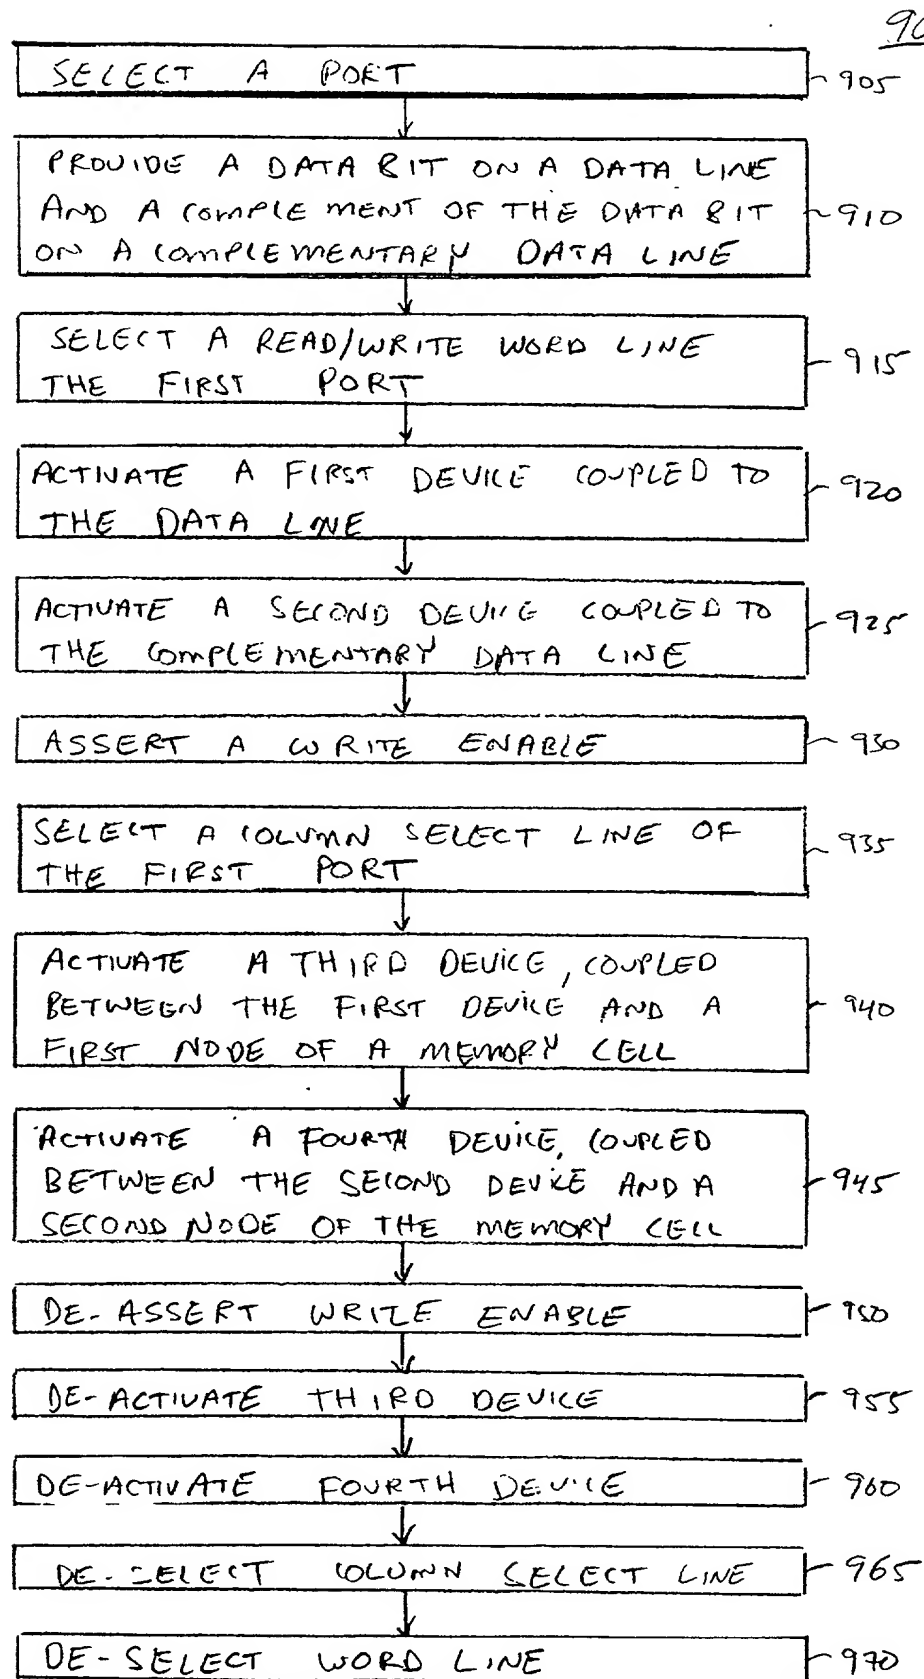 90
SELECT A PORT
905
PROVIDE A DATA BIT ON A DATA LINE
AND A COMPLEMENT OF THE DATA BIT
ON A COMPLEMENTARY DATA LINE
910
SELECT A READ/WRITE WORD LINE
THE FIRST PORT
915
ACTIVATE A FIRST DEVICE COUPLED TO
THE DATA LINE
920
ACTIVATE A SECOND DEVICE COUPLED TO
THE COMPLEMENTARY DATA LINE
925
ASSERT A WRITE ENABLE
930
SELECT A COLUMN SELECT LINE OF
THE FIRST PORT
935
ACTIVATE A THIRD DEVICE, COUPLED
BETWEEN THE FIRST DEVICE AND A
FIRST NODE OF A MEMORY CELL
940
ACTIVATE A FOURTH DEVICE, COUPLED
BETWEEN THE SECOND DEVICE AND A
SECOND NODE OF THE MEMORY CELL
945
DE-ASSERT WRITE ENABLE
950
DE-ACTIVATE THIRD DEVICE
955
DE-ACTIVATE FOURTH DEVICE
960
DE-SELECT COLUMN SELECT LINE
965
DE-SELECT WORD LINE
970